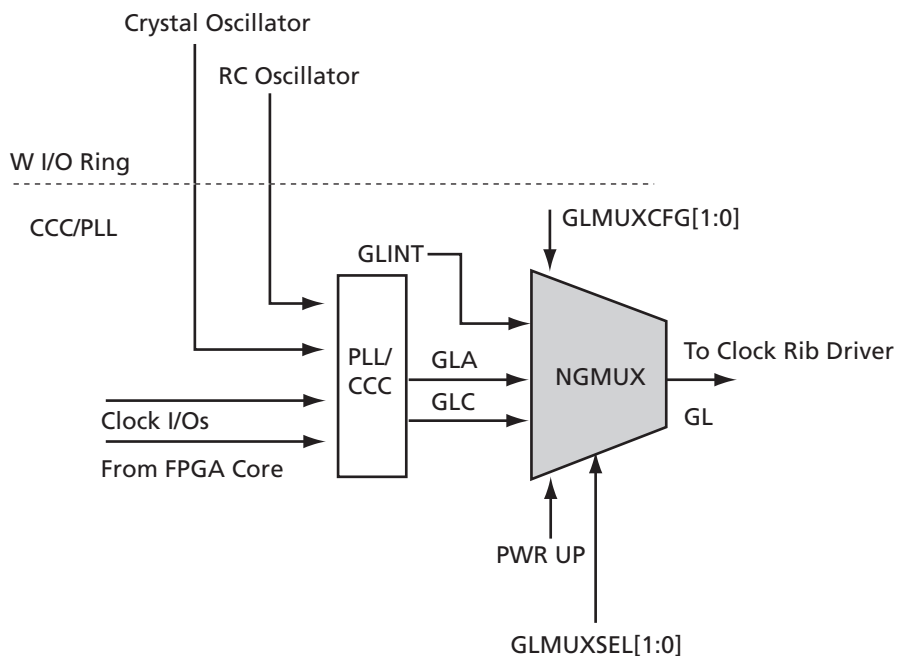 Crystal Oscillator
RC Oscillator
W I/O Ring
CCC/PLL
GLMUXCFG[1:0]
GLINT
PLL/
CCC
GLA
GLC
NGMUX
To Clock Rib Driver
GL
Clock I/Os
From FPGA Core
PWR UP
GLMUXSEL[1:0]